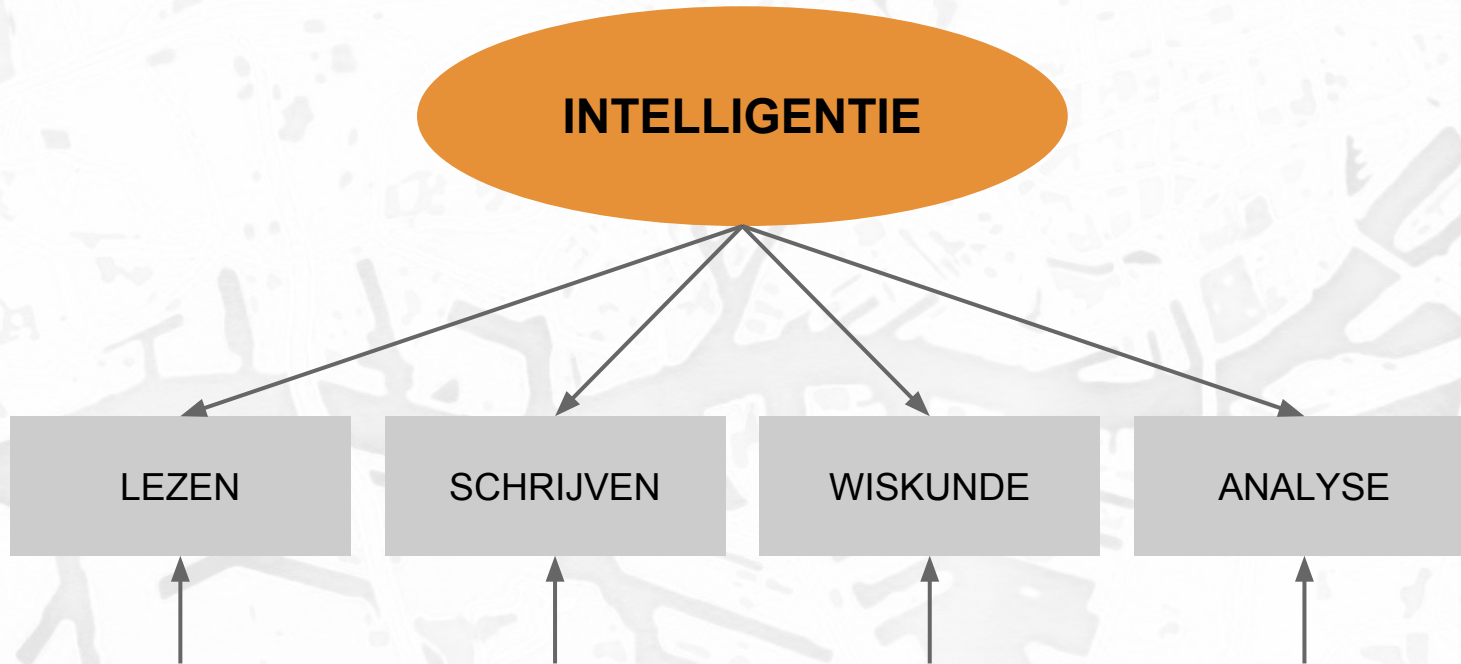 INTELLIGENTIE
LEZEN
SCHRIJVEN
WISKUNDE
ANALYSE